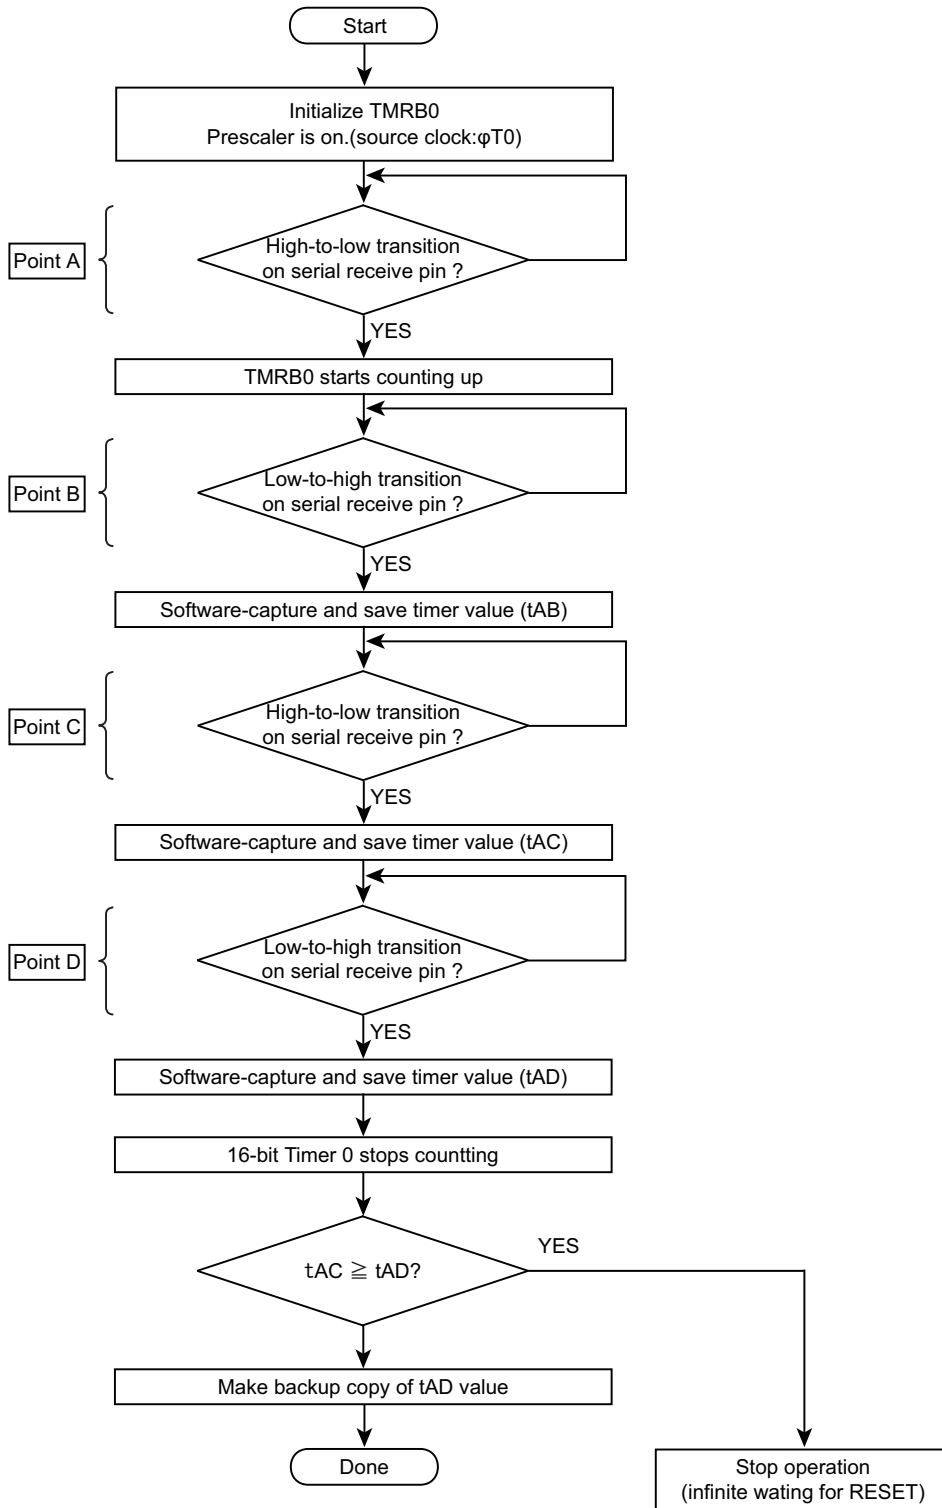 Start
Initialize TMRB0
Prescaler is on.(source clock:φT0)
Point A
High-to-low transition
on serial receive pin ?
YES
TMRB0 starts counting up
Point B
Low-to-high transition
on serial receive pin ?
YES
Software-capture and save timer value (tAB)
Point C
High-to-low transition
on serial receive pin ?
YES
Software-capture and save timer value (tAC)
Point D
Low-to-high transition
on serial receive pin ?
YES
Software-capture and save timer value (tAD)
16-bit Timer 0 stops countting
tAC ≧ tAD?
YES
Make backup copy of tAD value
Done
Stop operation
(infinite wating for RESET)